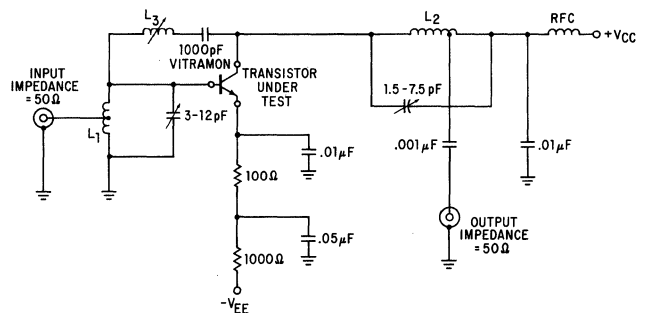 L3
L2
RFC
+VCC
1000pF
VITRAMON
INPUT
IMPEDANCE
=50Ω
TRANSISTOR
UNDER
TEST
1.5-7.5 pF
L1
3-12pF
.01μF
.001μF
.01μF
100Ω
OUTPUT
IMPEDANCE
=50Ω
.05μF
1000Ω
-VEE